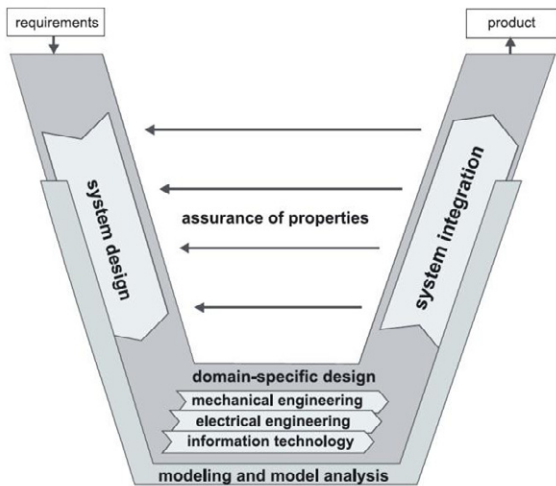 requirements
product
system design
system integration
assurance of properties
domain-specific design
mechanical engineering
electrical engineering
information technology
modeling and model analysis